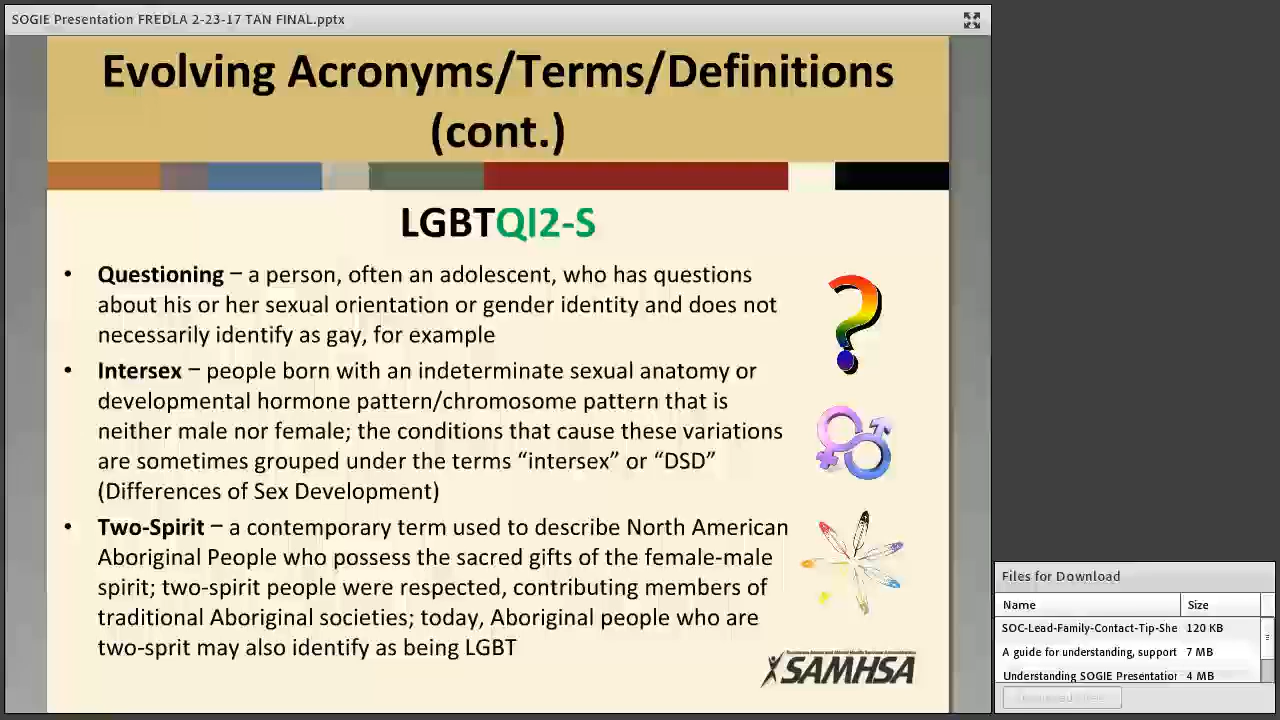 SOGIE Presentation FREDLA 2-23-17 TAN FINAL.pptx
Evolving Acronyms/Terms/Definitions
(cont.)
LGBTQI2-S
• Questioning – a person, often an adolescent, who has questions
about his or her sexual orientation or gender identity and does not
necessarily identify as gay, for example
• Intersex – people born with an indeterminate sexual anatomy or
developmental hormone pattern/chromosome pattern that is
neither male nor female; the conditions that cause these variations
are sometimes grouped under the terms “intersex” or “DSD”
(Differences of Sex Development)
• Two-Spirit – a contemporary term used to describe North American
Aboriginal People who possess the sacred gifts of the female-male
spirit; two-spirit people were respected, contributing members of
traditional Aboriginal societies; today, Aboriginal people who are
two-sprit may also identify as being LGBT
SAMHSA
Files for Download
Name Size
SOC-Lead-Family-Contact-Tip-She 120 KB
A guide for understanding, support 7 MB
Understanding SOGIE Presentation 4 MB